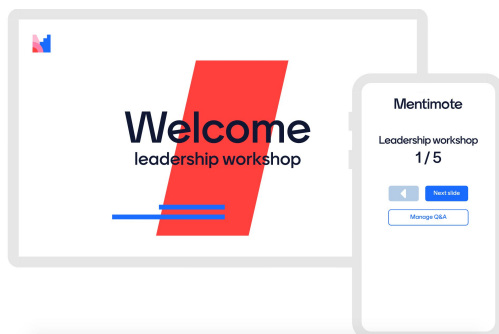 Welcome
leadership workshop
Mentimote
Leadership workshop
1 / 5
Next slide
Manage Q&A